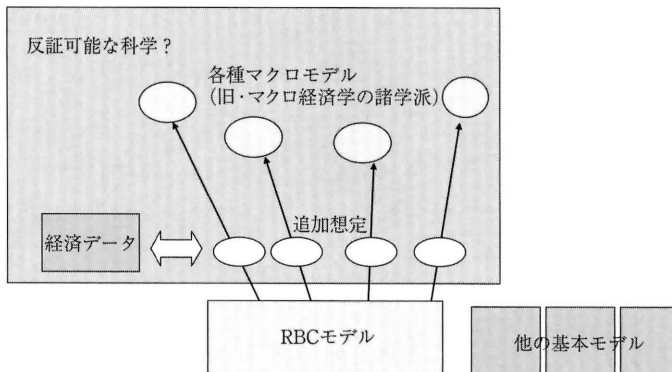 反証可能な科学？
各種マクロモデル
(旧・マクロ経済学の諸学派)
追加想定
経済データ
RBCモデル
他の基本モデル